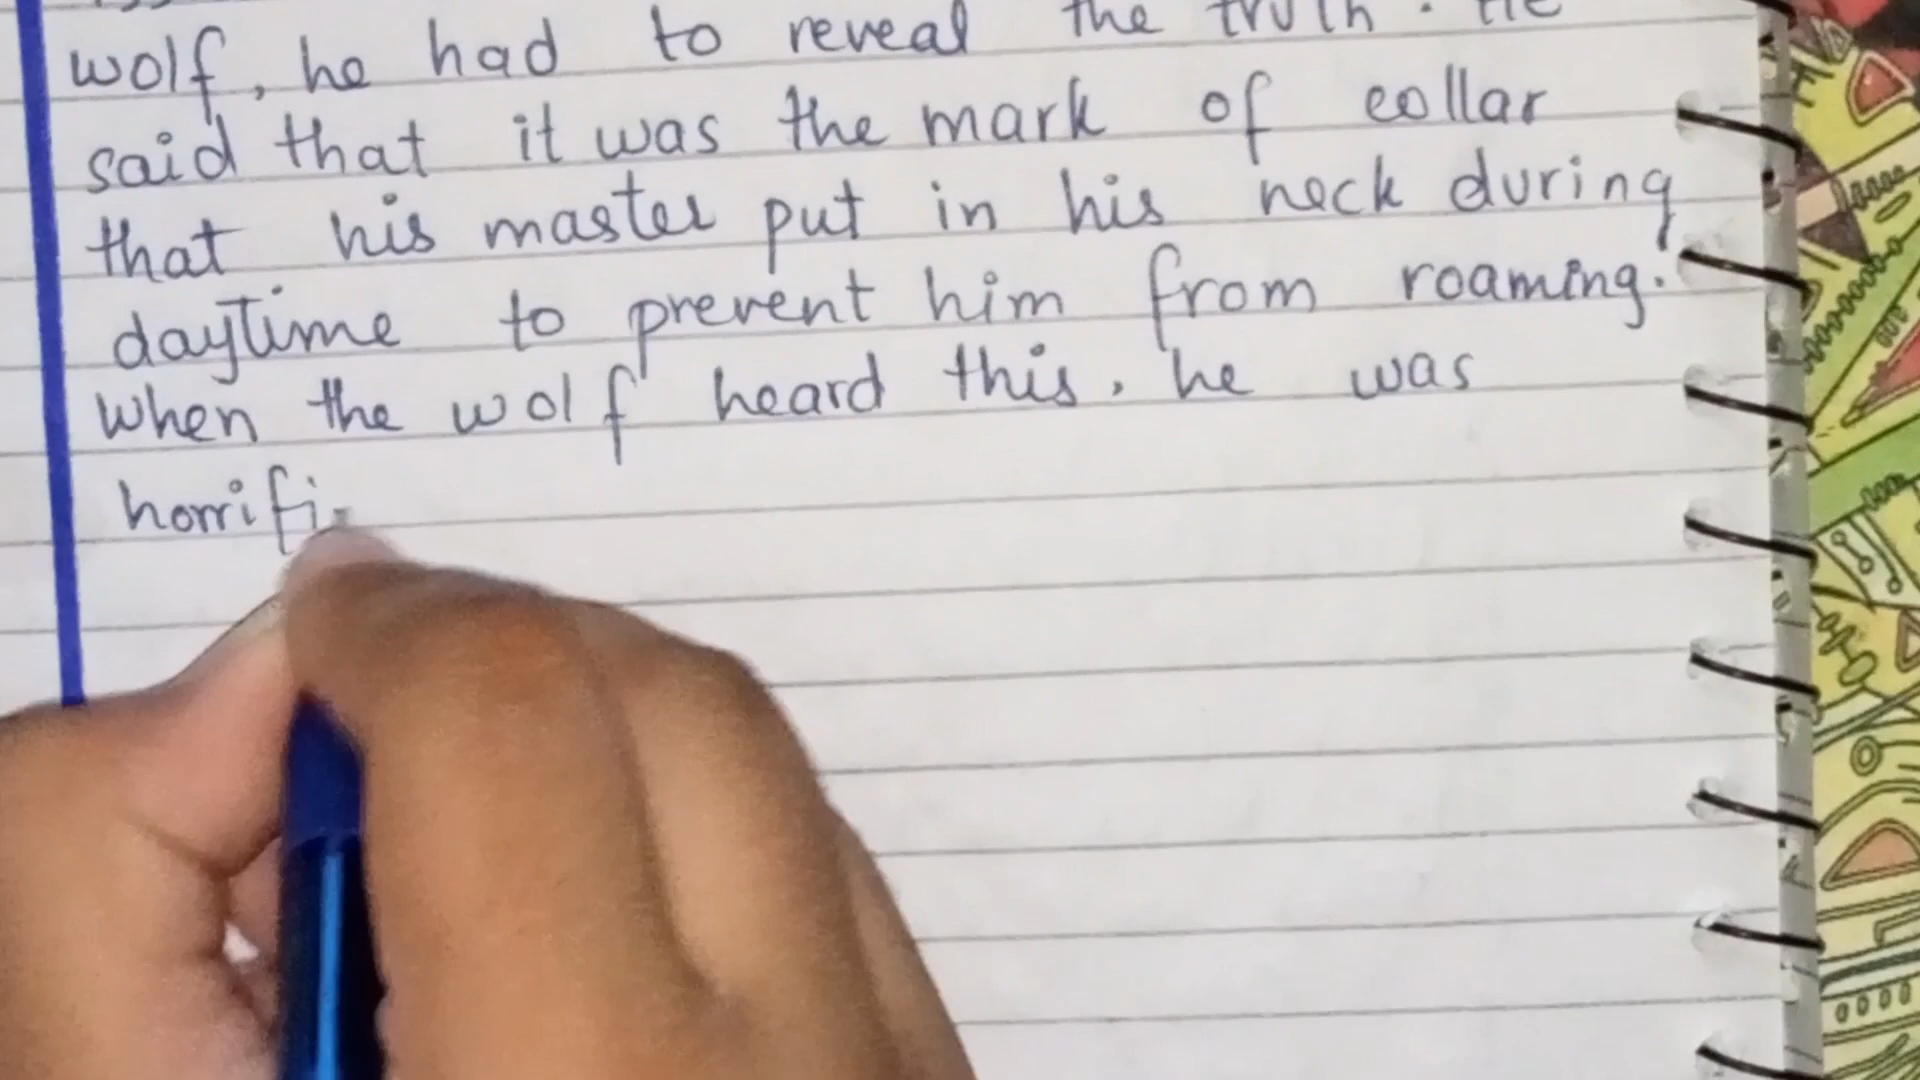 wolf, he had to reveal the truth. He
said that it was the mark of collar
that his master put in his neck during
daytime to prevent him from roaming.
when the wolf heard this, he was
horrifi